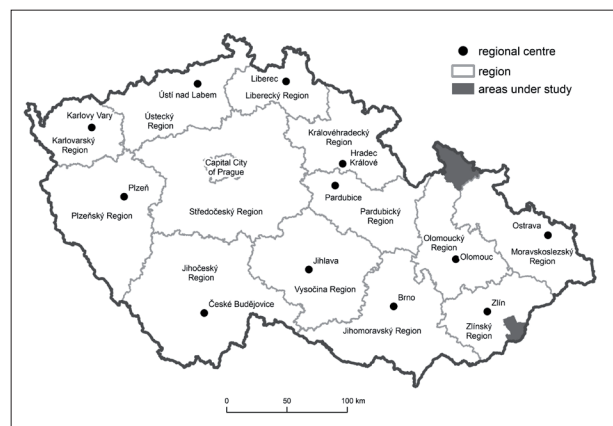 regional centre
region
areas under study
Liberec
Liberecký Region
Ústí nad Labem
Ústecký
Region
Karlovy Vary
Karlovarský
Region
Královéhradecký
Region
Hradec
Králové
Capital City
of Prague
Plzeň
Plzeňský Region
Středočeský Region
Pardubice
Pardubický
Region
Ostrava
Moravskoslezský
Region
Olomoucký
Region
Olomouc
Jihočeský
Region
Jihlava
Vysočina Region
České Budějovice
Brno
Jihomoravský Region
Zlín
Zlínský
Region
0 50 100 km